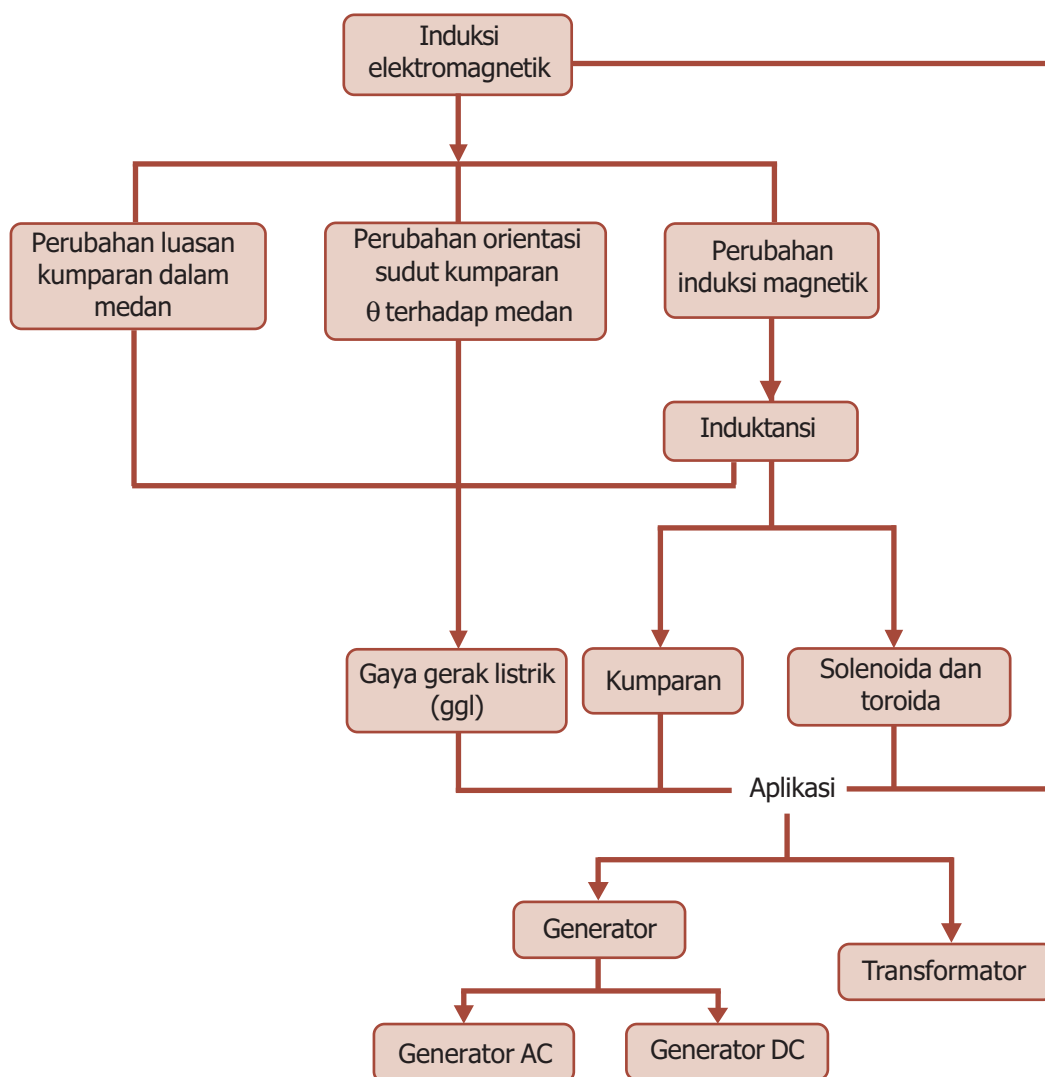 Induksi
elektromagnetik
Perubahan luasan
kumparan dalam
medan
Perubahan orientasi
sudut kumparan
θ terhadap medan
Perubahan
induksi magnetik
Induktansi
Gaya gerak listrik
(ggl)
Kumparan
Solenoida dan
toroida
Aplikasi
Generator
Transformator
Generator AC
Generator DC